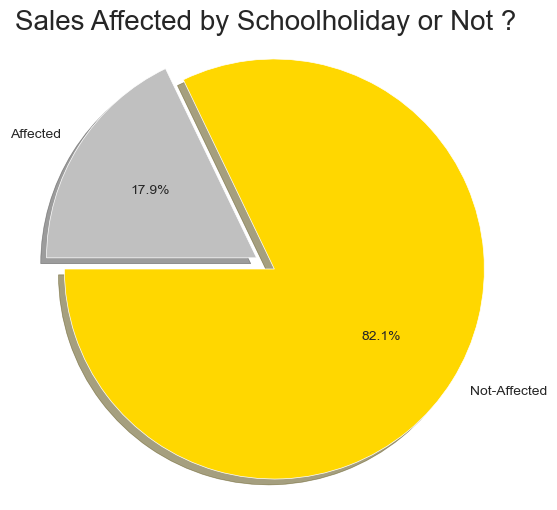 Sales Affected by Schoolholiday or Not ?
Affected
17.9%
82.1%
Not-Affected